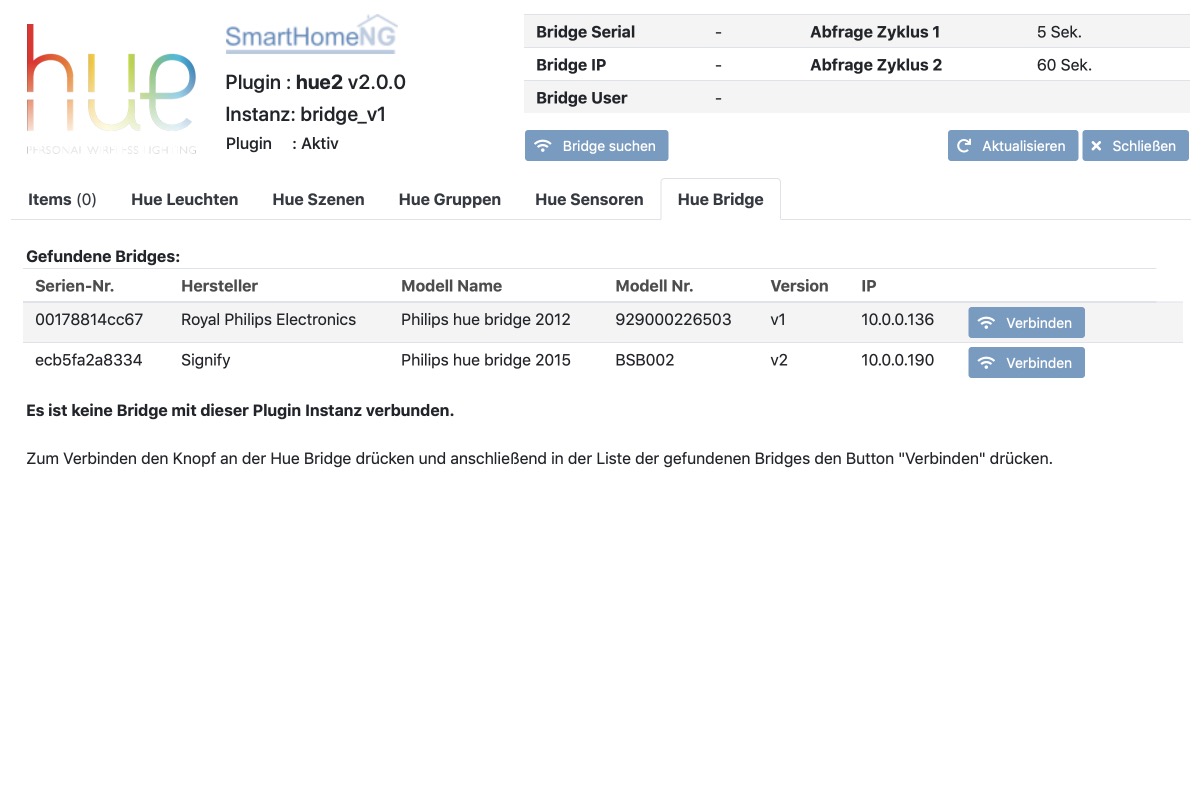 hue
PERSONAL WIRELESS LIGHTING
SmartHomeNG
Plugin : hue2 v2.0.0
Instanz: bridge_v1
Plugin : Aktiv
Bridge Serial - Abfrage Zyklus 1 5 Sek.
Bridge IP - Abfrage Zyklus 2 60 Sek.
Bridge User -
Bridge suchen Aktualisieren Schließen
Items (0) Hue Leuchten Hue Szenen Hue Gruppen Hue Sensoren Hue Bridge
Gefundene Bridges:
Serien-Nr. Hersteller Modell Name Modell Nr. Version IP
00178814cc67 Royal Philips Electronics Philips hue bridge 2012 929000226503 v1 10.0.0.136 Verbinden
ecb5fa2a8334 Signify Philips hue bridge 2015 BSB002 v2 10.0.0.190 Verbinden
Es ist keine Bridge mit dieser Plugin Instanz verbunden.
Zum Verbinden den Knopf an der Hue Bridge drücken und anschließend in der Liste der gefundenen Bridges den Button "Verbinden" drücken.